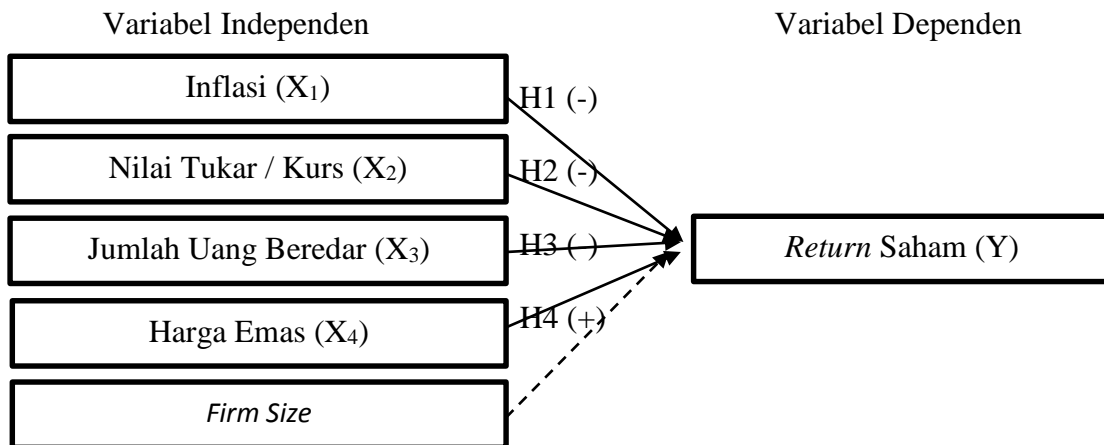 Variabel Independen
Variabel Dependen
Inflasi (X₁)
H1 (-)
Nilai Tukar / Kurs (X₂)
H2 (-)
Jumlah Uang Beredar (X₃)
H3 (-)
Return Saham (Y)
Harga Emas (X₄)
H4 (+)
Firm Size